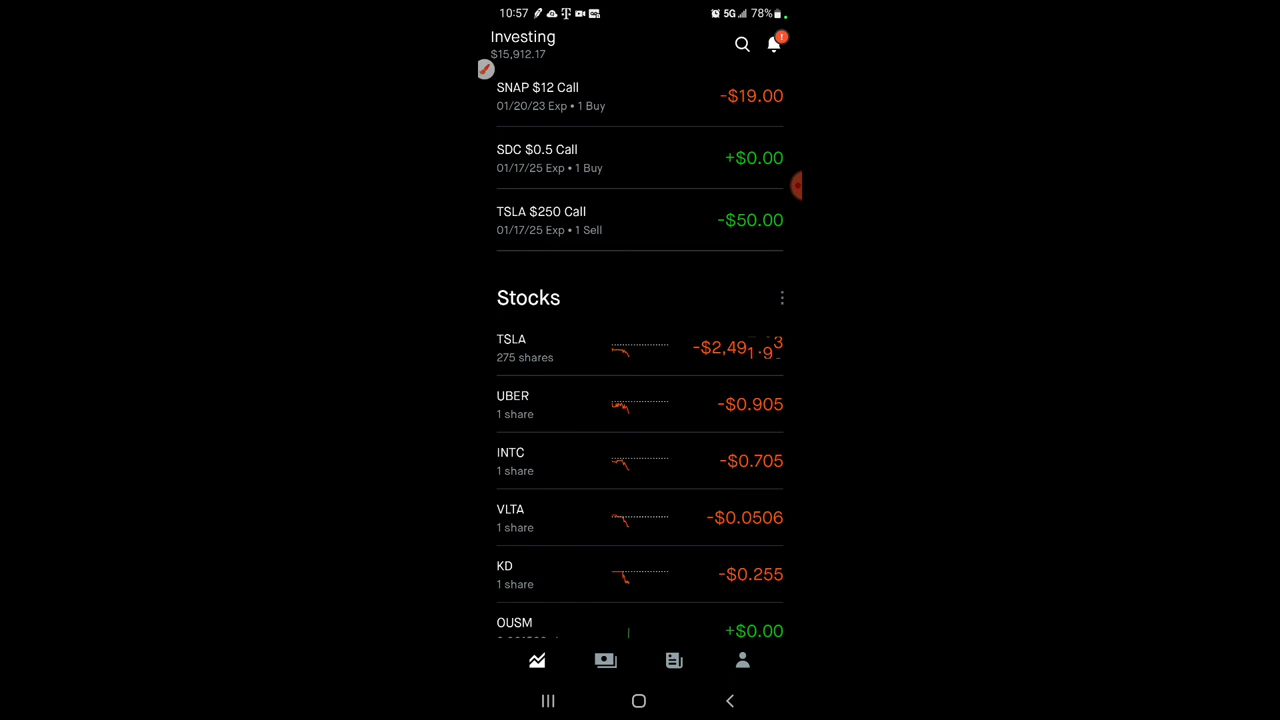 10:57
5G 78%
Investing
$15,912.17
!
SNAP $12 Call
-$19.00
01/20/23 Exp • 1 Buy
SDC $0.5 Call
+$0.00
01/17/25 Exp • 1 Buy
TSLA $250 Call
-$50.00
01/17/25 Exp • 1 Sell
Stocks
TSLA
275 shares
UBER
-$0.905
1 share
INTC
-$0.705
1 share
VLTA
-$0.0506
1 share
KD
-$0.255
1 share
OUSM
+$0.00